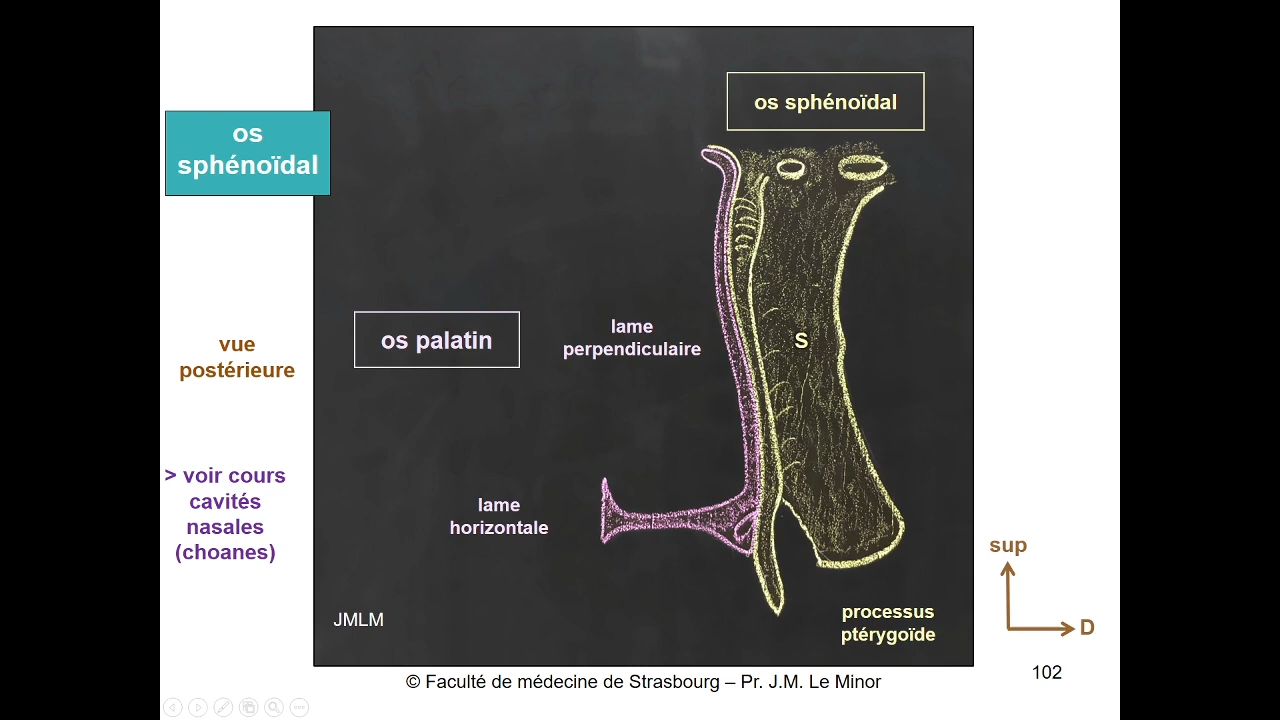 os sphénoïdal
os
sphénoïdal
lame
perpendiculaire
os palatin
S
vue
postérieure
> voir cours
cavités
nasales
(choanes)
lame
horizontale
sup
D
processus
ptérygoïde
JMLM
102
© Faculté de médecine de Strasbourg – Pr. J.M. Le Minor